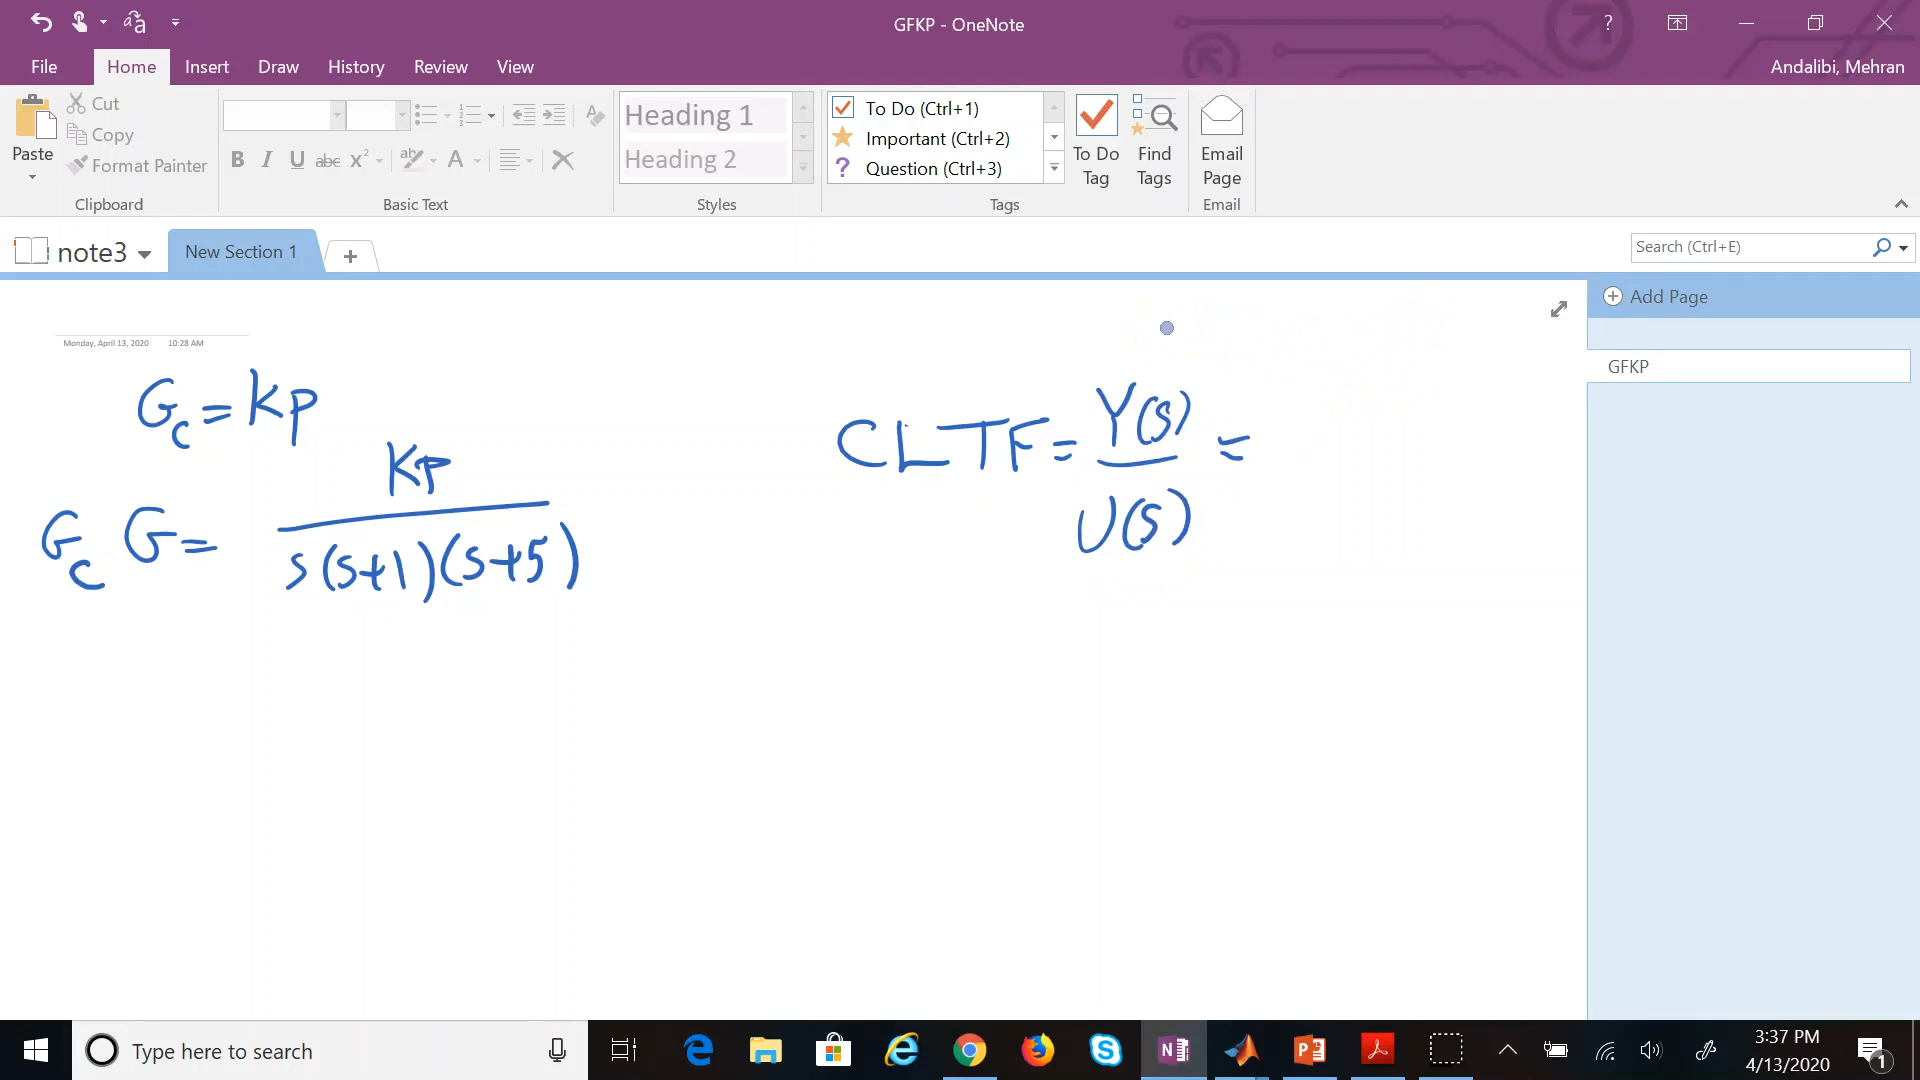 GFKP - OneNote
?
File Home Insert Draw History Review View
Andalibi, Mehran
Paste
Cut
Copy
Format Painter
Clipboard
B I U abc x² ab A
Basic Text
Heading 1
Heading 2
Styles
To Do (Ctrl+1)
Important (Ctrl+2)
? Question (Ctrl+3)
To Do Tag
Find Tags
Tags
Email Page
Email
note3
New Section 1
+
Search (Ctrl+E)
Add Page
GFKP
Monday, April 13, 2020 10:28 AM
Gc = Kp
Gc G = Kp / s(s+1)(s+5)
CLTF = Y(s) / U(s) =
Type here to search
3:37 PM
4/13/2020
1